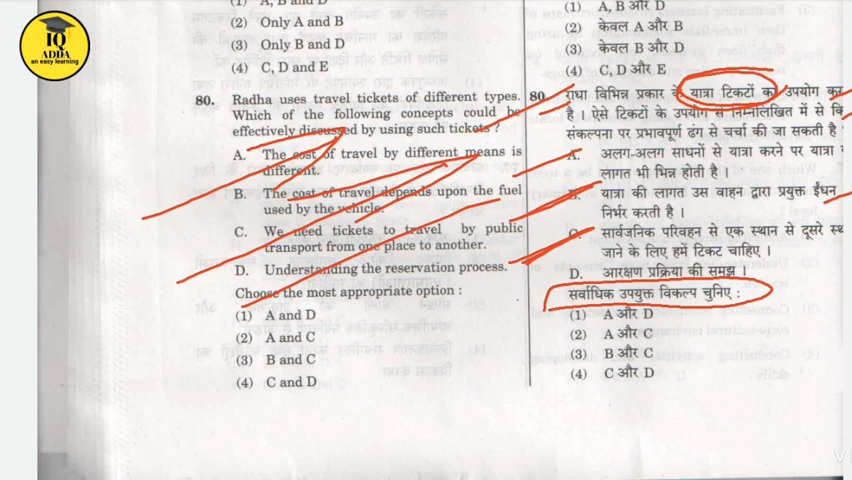 IQ
ADDA
an easy learning
(2) Only A and B
(3) Only B and D
(4) C, D and E
80. Radha uses travel tickets of different types.
Which of the following concepts could be
effectively discussed by using such tickets ?
A. The cost of travel by different means is
different.
B. The cost of travel depends upon the fuel
used by the vehicle.
C. We need tickets to travel by public
transport from one place to another.
D. Understanding the reservation process.
Choose the most appropriate option :
(1) A and D
(2) A and C
(3) B and C
(4) C and D
(1) A, B और D
(2) केवल A और B
(3) केवल B और D
(4) C, D और E
80. राधा विभिन्न प्रकार के यात्रा टिकटों का उपयोग
है । ऐसे टिकटों के उपयोग से निम्नलिखित में से
संकल्पना पर प्रभावपूर्ण ढंग से चर्चा की जा सकती है
A. अलग-अलग साधनों से यात्रा करने पर यात्रा
लागत भी भिन्न होती है ।
B. यात्रा की लागत उस वाहन द्वारा प्रयुक्त ईंधन
निर्भर करती है ।
C. सार्वजनिक परिवहन से एक स्थान से दूसरे
जाने के लिए हमें टिकट चाहिए ।
D. आरक्षण प्रक्रिया की समझ ।
सर्वाधिक उपयुक्त विकल्प चुनिए :
(1) A और D
(2) A और C
(3) B और C
(4) C और D